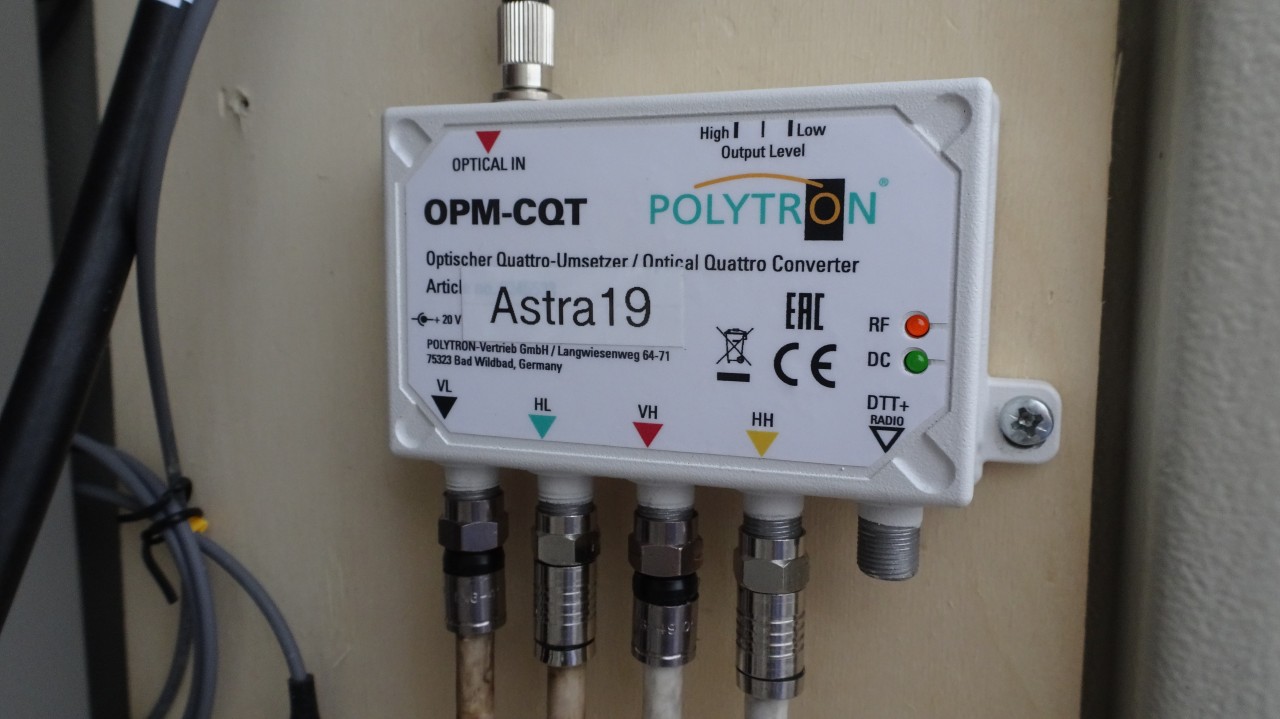 High Low
Output Level
OPTICAL IN
OPM-CQT
POLYTRON®
Optischer Quattro-Umsetzer / Optical Quattro Converter
Astra19
+ 20 V
POLYTRON-Vertrieb GmbH / Langwiesenweg 64-71
75323 Bad Wildbad, Germany
EAC
CE
RF
DC
VL
HL
VH
HH
DTT+
RADIO